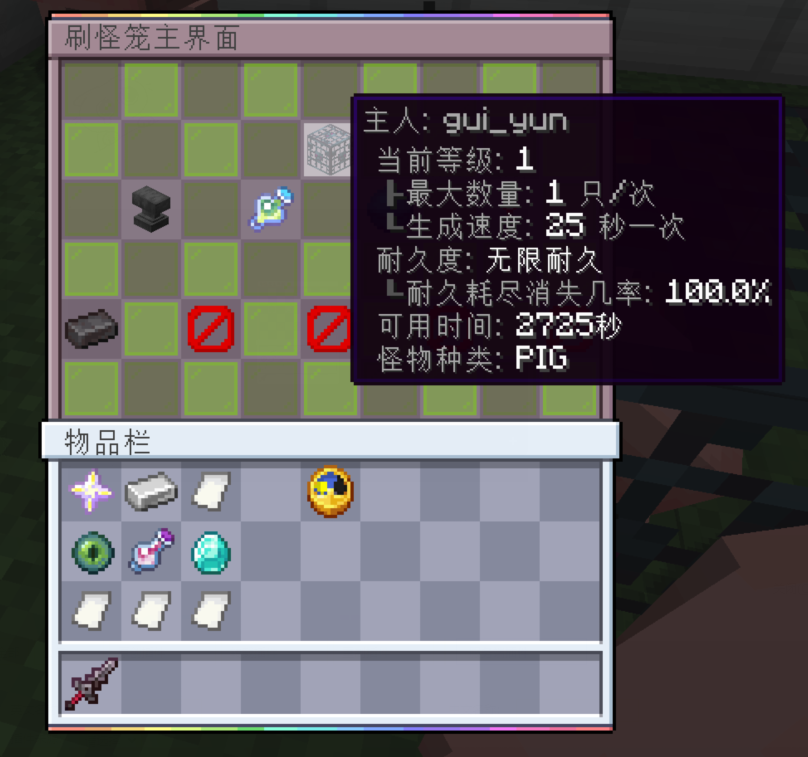 刷怪笼主界面
主人: gui_yun
当前等级: 1
┣最大数量: 1 只/次
┗生成速度: 25 秒一次
耐久度: 无限耐久
┗耐久耗尽消失几率: 100.0%
可用时间: 2725秒
怪物种类: PIG
物品栏